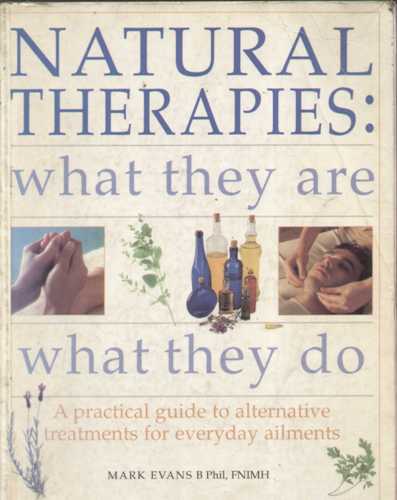 NATURAL
THERAPIES:
what they are
what they do
A practical guide to alternative
treatments for everyday ailments
MARK EVANS B Phil, FNIMH